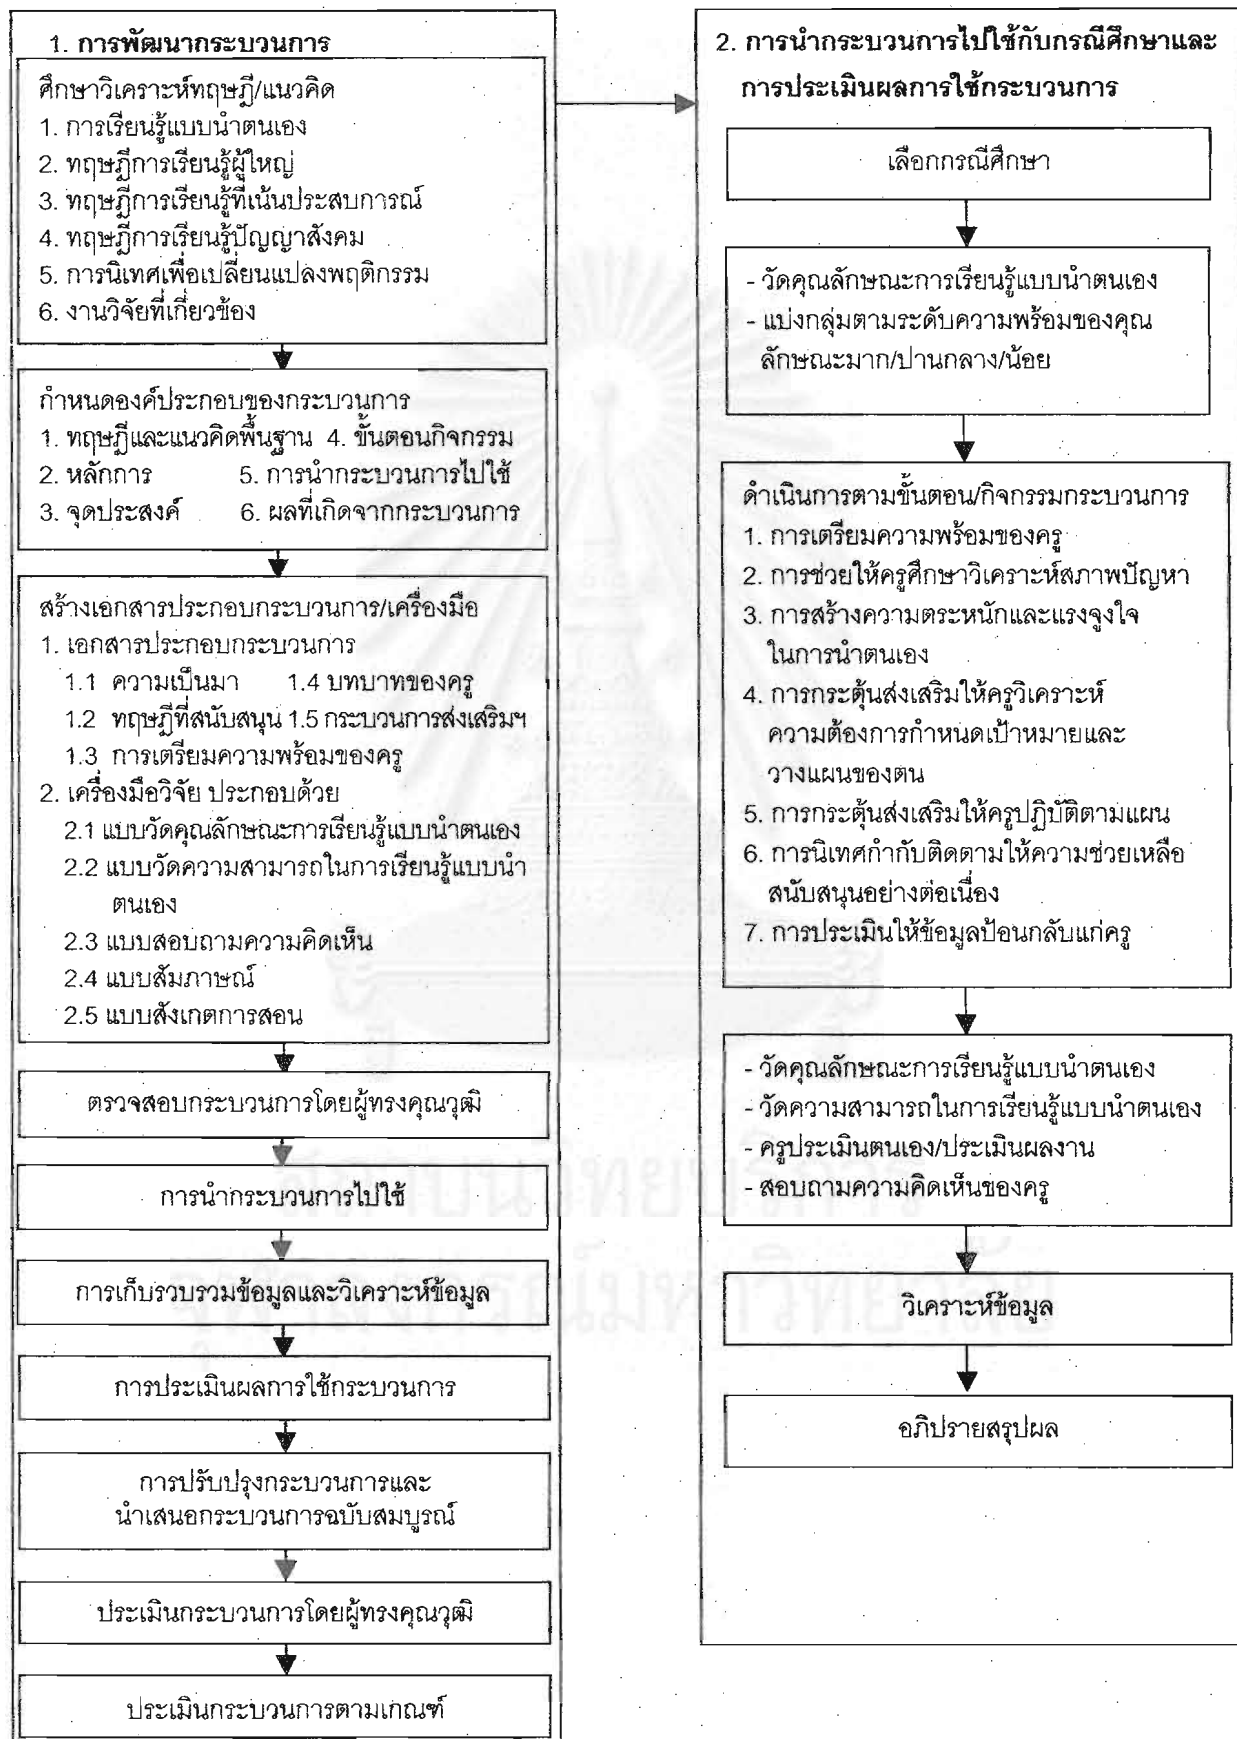 1. การพัฒนากระบวนการ
ศึกษาวิเคราะห์ทฤษฎี/แนวคิด
1. การเรียนรู้แบบนำตนเอง
2. ทฤษฎีการเรียนรู้ผู้ใหญ่
3. ทฤษฎีการเรียนรู้ที่เน้นประสบการณ์
4. ทฤษฎีการเรียนรู้ปัญญาสังคม
5. การนิเทศเพื่อเปลี่ยนแปลงพฤติกรรม
6. งานวิจัยที่เกี่ยวข้อง
กำหนดองค์ประกอบของกระบวนการ
1. ทฤษฎีและแนวคิดพื้นฐาน 4. ขั้นตอนกิจกรรม
2. หลักการ 5. การนำกระบวนการไปใช้
3. จุดประสงค์ 6. ผลที่เกิดจากกระบวนการ
สร้างเอกสารประกอบกระบวนการ/เครื่องมือ
1. เอกสารประกอบกระบวนการ
1.1 ความเป็นมา 1.4 บทบาทของครู
1.2 ทฤษฎีที่สนับสนุน 1.5 กระบวนการส่งเสริมฯ
1.3 การเตรียมความพร้อมของครู
2. เครื่องมือวิจัย ประกอบด้วย
2.1 แบบวัดคุณลักษณะการเรียนรู้แบบนำตนเอง
2.2 แบบวัดความสามารถในการเรียนรู้แบบนำ
ตนเอง
2.3 แบบสอบถามความคิดเห็น
2.4 แบบสัมภาษณ์
2.5 แบบสังเกตการสอน
ตรวจสอบกระบวนการโดยผู้ทรงคุณวุฒิ
การนำกระบวนการไปใช้
การเก็บรวบรวมข้อมูลและวิเคราะห์ข้อมูล
การประเมินผลการใช้กระบวนการ
การปรับปรุงกระบวนการและ
นำเสนอกระบวนการฉบับสมบูรณ์
ประเมินกระบวนการโดยผู้ทรงคุณวุฒิ
ประเมินกระบวนการตามเกณฑ์
2. การนำกระบวนการไปใช้กับกรณีศึกษาและ
การประเมินผลการใช้กระบวนการ
เลือกกรณีศึกษา
- วัดคุณลักษณะการเรียนรู้แบบนำตนเอง
- แบ่งกลุ่มตามระดับความพร้อมของคุณ
ลักษณะมาก/ปานกลาง/น้อย
ดำเนินการตามขั้นตอน/กิจกรรมกระบวนการ
1. การเตรียมความพร้อมของครู
2. การช่วยให้ครูศึกษาวิเคราะห์สภาพปัญหา
3. การสร้างความตระหนักและแรงจูงใจ
ในการนำตนเอง
4. การกระตุ้นส่งเสริมให้ครูวิเคราะห์
ความต้องการกำหนดเป้าหมายและ
วางแผนของตน
5. การกระตุ้นส่งเสริมให้ครูปฏิบัติตามแผน
6. การนิเทศกำกับติดตามให้ความช่วยเหลือ
สนับสนุนอย่างต่อเนื่อง
7. การประเมินให้ข้อมูลป้อนกลับแก่ครู
- วัดคุณลักษณะการเรียนรู้แบบนำตนเอง
- วัดความสามารถในการเรียนรู้แบบนำตนเอง
- ครูประเมินตนเอง/ประเมินผลงาน
- สอบถามความคิดเห็นของครู
วิเคราะห์ข้อมูล
อภิปรายสรุปผล
สถาบันวิทยบริการ
จุฬาลงกรณ์มหาวิทยาลัย